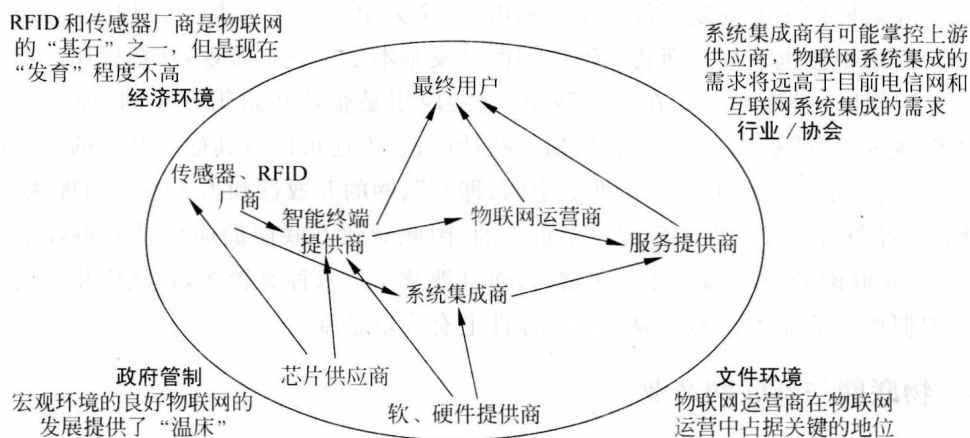 RFID 和传感器厂商是物联网
的“基石”之一，但是现在
“发育”程度不高
经济环境
系统集成商有可能掌控上游
供应商，物联网系统集成的
需求将远高于目前电信网和
互联网系统集成的需求
行业／协会
最终用户
传感器、RFID
厂商
智能终端
提供商
物联网运营商
服务提供商
系统集成商
芯片供应商
软、硬件提供商
政府管制
宏观环境的良好物联网的
发展提供了“温床”
文件环境
物联网运营商在物联网
运营中占据关键的地位
物联网